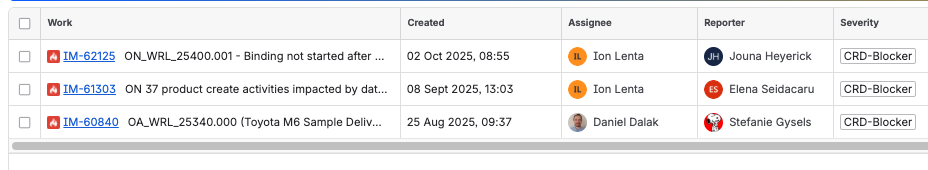 Work Created Assignee Reporter Severity
IM-62125 ON_WRL_25400.001 - Binding not started after ... 02 Oct 2025, 08:55 IL Ion Lenta JH Jouna Heyerick CRD-Blocker
IM-61303 ON 37 product create activities impacted by dat... 08 Sept 2025, 13:03 IL Ion Lenta ES Elena Seidacaru CRD-Blocker
IM-60840 OA_WRL_25340.000 (Toyota M6 Sample Deliv... 25 Aug 2025, 09:37 Daniel Dalak Stefanie Gysels CRD-Blocker